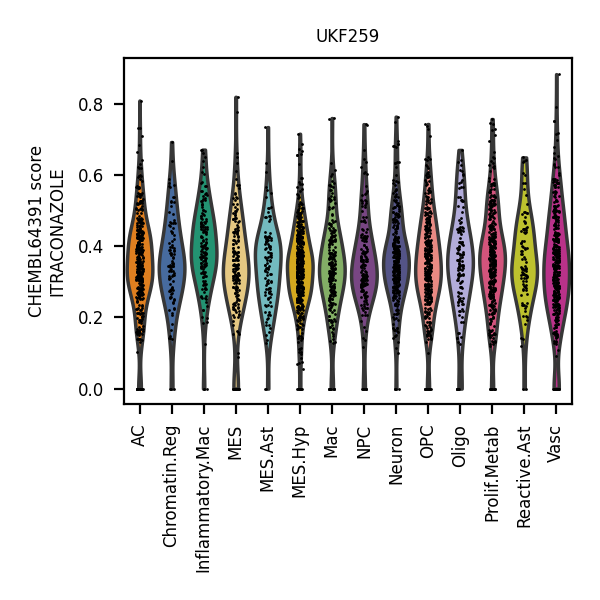 UKF259
CHEMBL64391 score
ITRACONAZOLE
0.8
0.6
0.4
0.2
0.0
AC
Chromatin.Reg
Inflammatory.Mac
MES
MES.Ast
MES.Hyp
Mac
NPC
Neuron
OPC
Oligo
Prolif.Metab
Reactive.Ast
Vasc